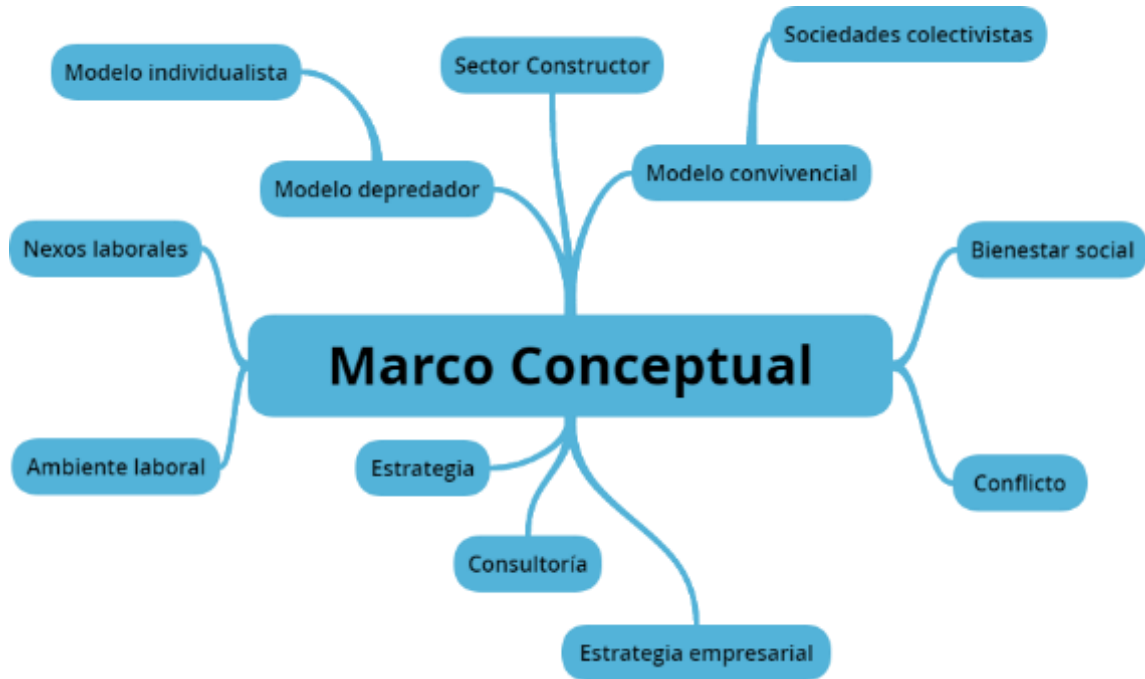 Sociedades colectivistas
Modelo individualista
Sector Constructor
Modelo depredador
Modelo convivencial
Nexos laborales
Bienestar social
Marco Conceptual
Ambiente laboral
Estrategia
Conflicto
Consultoría
Estrategia empresarial